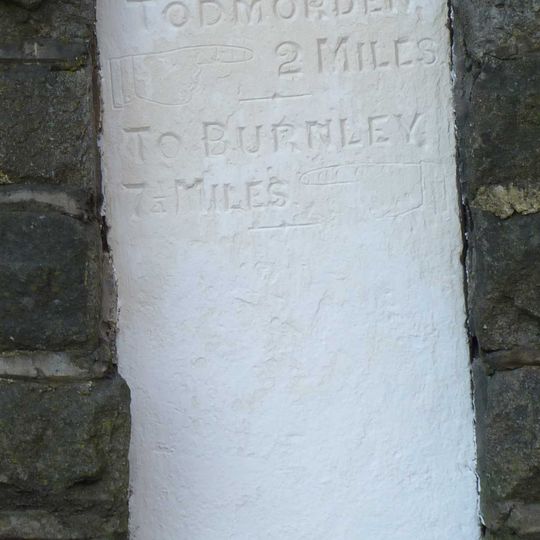 TODMORDEN,
2 MILES.
TO BURNLEY,
MILES.